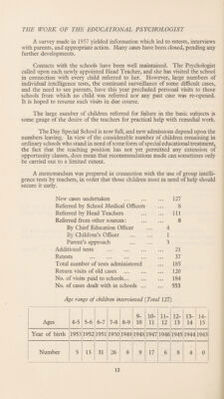 THE WORK OF THE EDUCATIONAL PSYCHOLOGIST
A survey made in 1957 yielded information which led to retests, interviews
with parents, and appropriate action. Many cases have been closed, pending any
further developments.
Contacts with the schools have been well maintained. The Psychologist
called upon each newly appointed Head Teacher, and she has visited the school
in connection with every child referred to her. However, large numbers of
individual intelligence tests, the continued surveillance of some difficult cases,
and the need to see parents, have this year precluded personal visits to those
schools from which no child was referred nor any past case was re-opened.
It is hoped to resume such visits in due course.
The large number of children referred for failure in the basic subjects is
some gauge of the desire of the teachers for practical help with remedial work.
The Day Special School is now full, and new admissions depend upon the
numbers leaving. In view of the considerable number of children remaining in
ordinary schools who stand in need of some form of special educational treatment,
the fact that the teaching position has not yet permitted any extension of
opportunity classes, does mean that recommendations made can sometimes only
be carried out to a limited extent.
A memorandum was prepared in connection with the use of group intelli-
gence tests by teachers, in order that those children most in need of help should
secure it early.
New cases undertaken ... ... 127
Referred by School Medical Officers ... 8
Referred by Head Teachers ... ... 111
Referred from other sources: ... 8
By Chief Education Officer ... 4
By Children's Officer ... 1
Parent's approach ... ... 3
Additional tests ... ... ... 21
Retests ... ... ... 37
Total number of tests administered ... 185
Return visits of old cases ... ... 120
No. of visits paid to schools... ... 184
No. of cases dealt with in schools ... 553
Age range of children interviewed (Total 127)
Ages 4-5 5-6 6-7 7-8 8-9 9-10 10-11 11-12 12-13 13-14 14-15
Year of birth 1953 1952 1951 1950 1949 1948 1947 1946 1945 1944 1943
Number 5 13 31 26 8 9 17 6 8 4 0
12